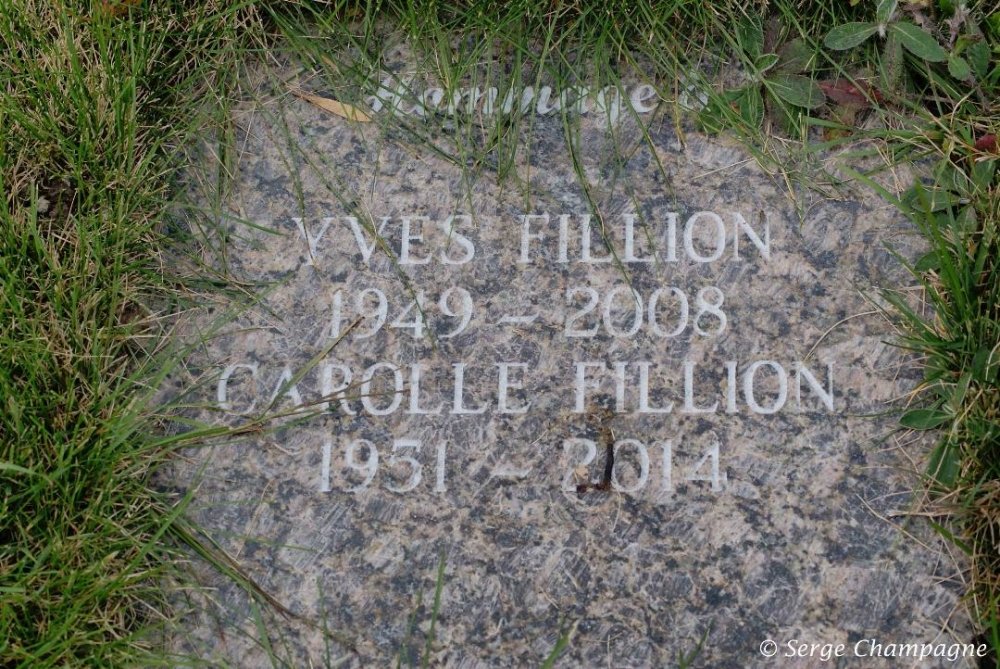 Hommage à
YVES FILLION
1949 - 2008
CAROLLE FILLION
1951 - 2014
© Serge Champagne